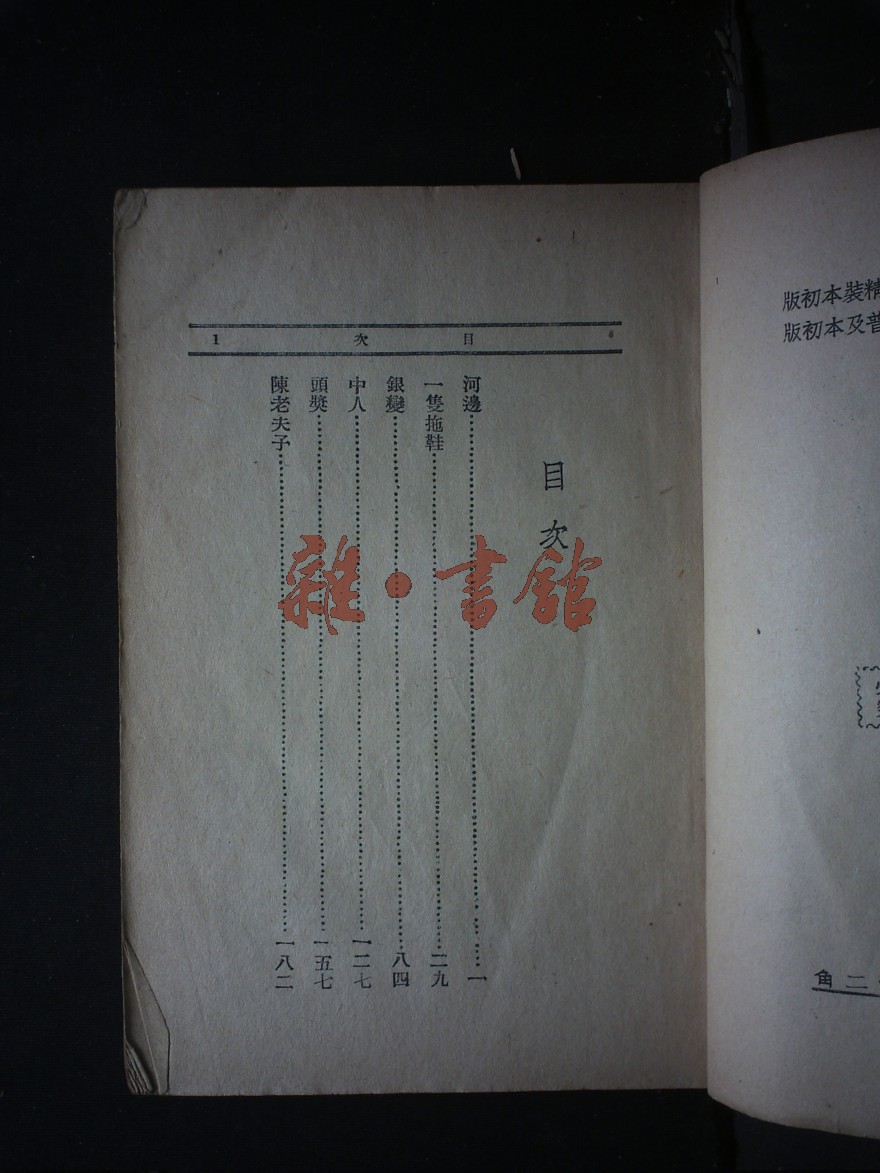 版初本裝精
版初本及普
角二
目次
1
目次
河邊……一
一隻拖鞋……二九
銀變……八四
中人……一二七
頭獎……一五七
陳老夫子……一八二
雜·書館